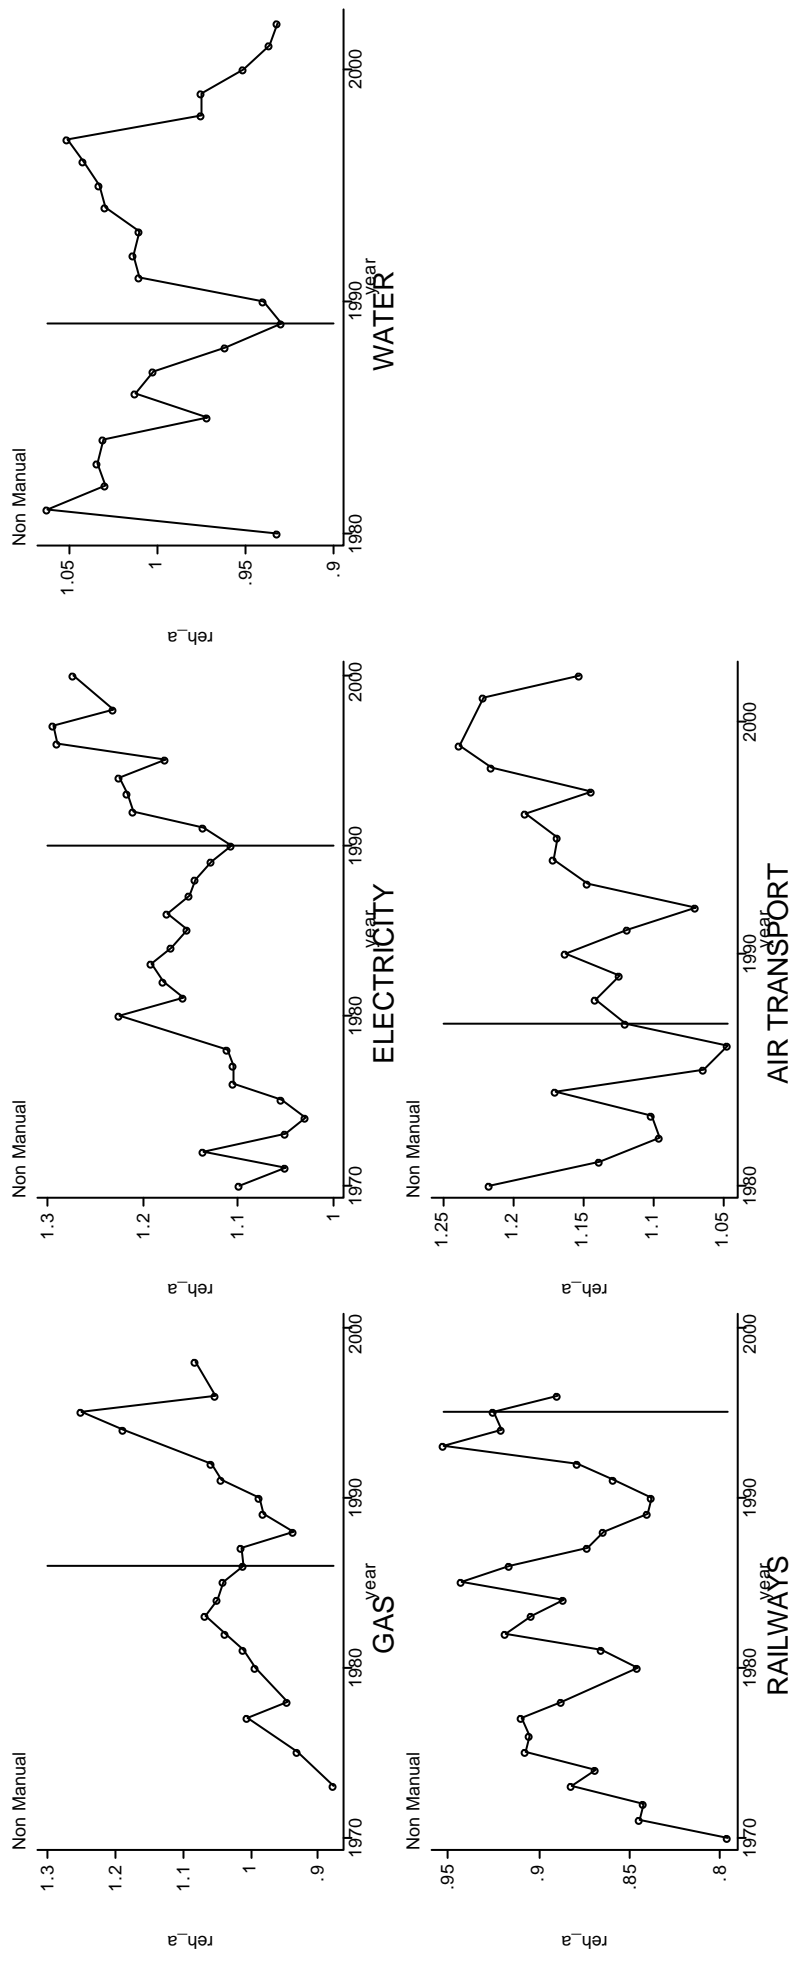 Non Manual
reh_a
1.3
1.2
1.1
1
.9
1970 1980 1990 2000
year
GAS
Non Manual
reh_a
1.3
1.2
1.1
1
1970 1980 1990 2000
year
ELECTRICITY
Non Manual
reh_a
1.05
1
.95
.9
1980 1990 2000
year
WATER
Non Manual
reh_a
.95
.9
.85
.8
1970 1980 1990 2000
year
RAILWAYS
Non Manual
reh_a
1.25
1.2
1.15
1.1
1.05
1980 1990 2000
year
AIR TRANSPORT